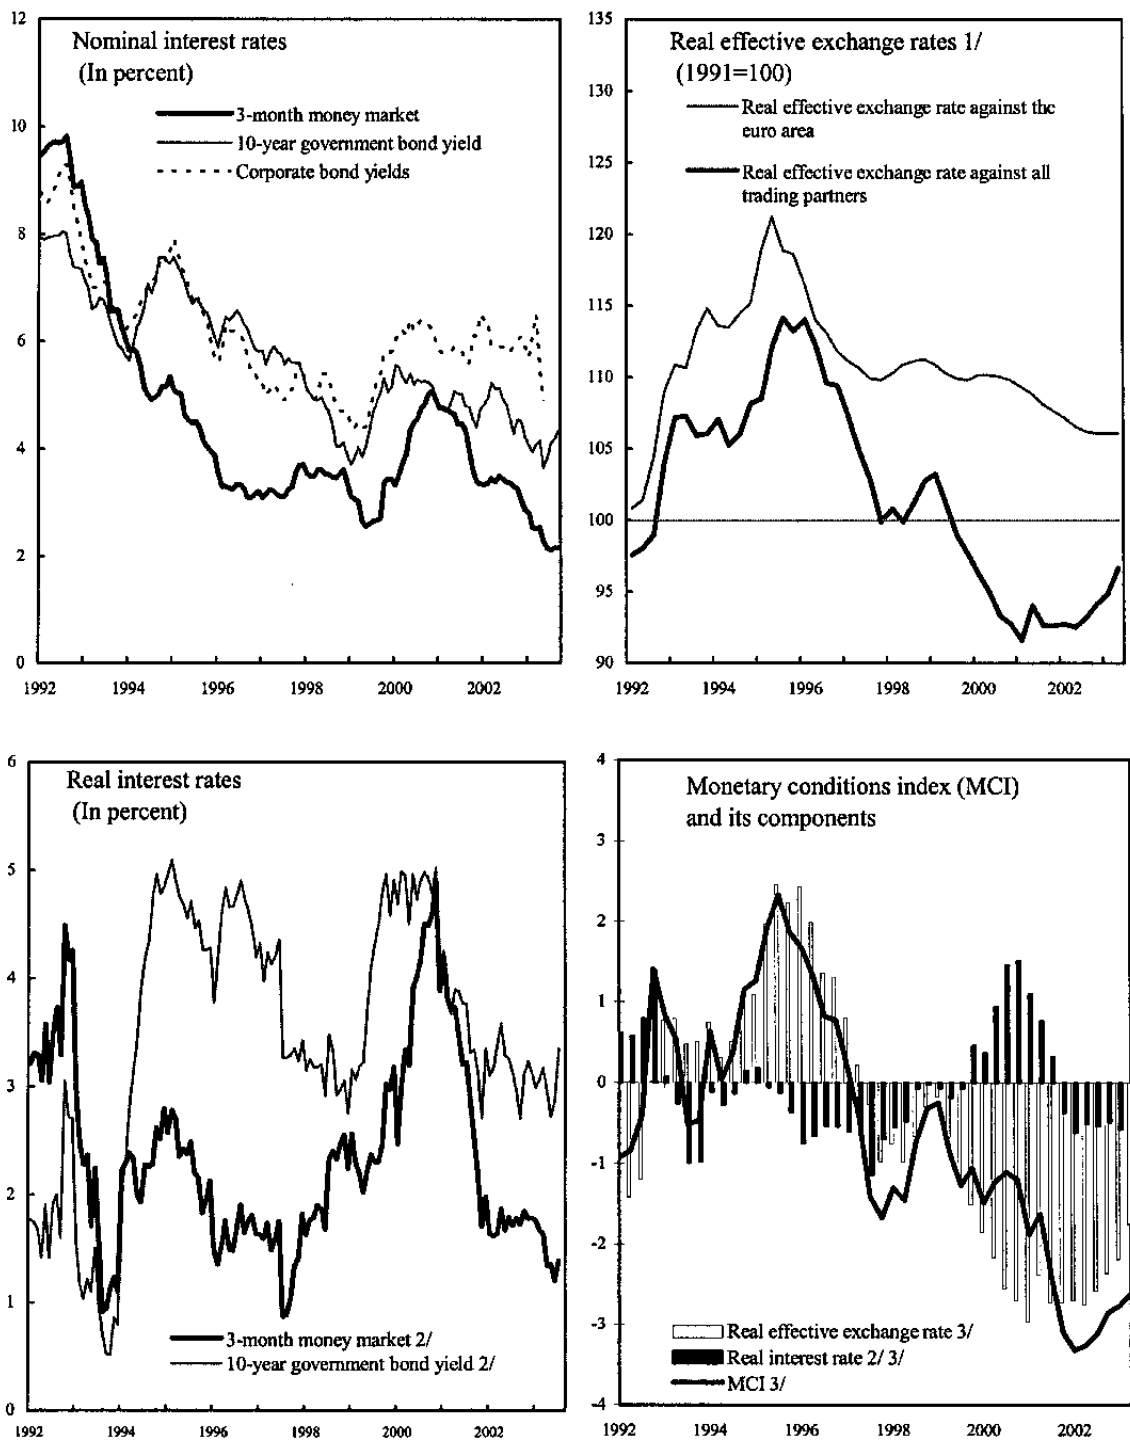 Nominal interest rates
(In percent)
3-month money market
10-year government bond yield
Corporate bond yields
12
10
8
6
4
2
0
1992 1994 1996 1998 2000 2002
Real effective exchange rates 1/
(1991=100)
Real effective exchange rate against the
euro area
Real effective exchange rate against all
trading partners
135
130
125
120
115
110
105
100
95
90
1992 1994 1996 1998 2000 2002
Real interest rates
(In percent)
6
5
4
3
2
1
0
3-month money market 2/
10-year government bond yield 2/
1992 1994 1996 1998 2000 2002
Monetary conditions index (MCI)
and its components
4
3
2
1
0
-1
-2
-3
-4
Real effective exchange rate 3/
Real interest rate 2/ 3/
MCI 3/
1992 1994 1996 1998 2000 2002